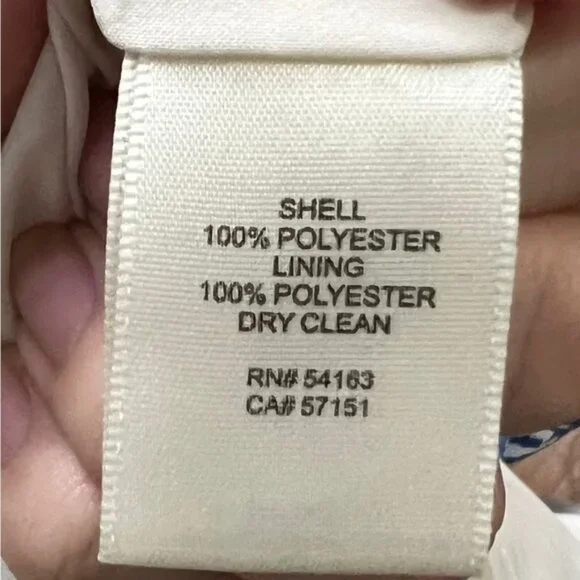 SHELL
100% POLYESTER
LINING
100% POLYESTER
DRY CLEAN
RN# 54163
CA# 57151